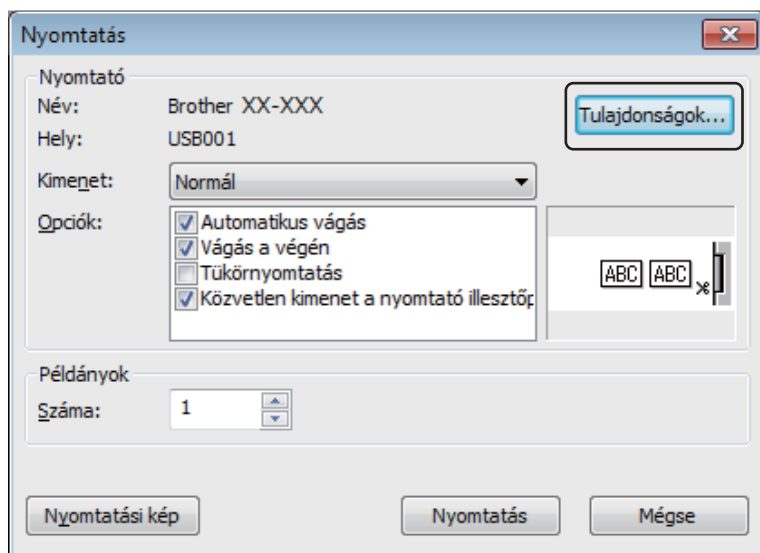 Nyomtatás
Nyomtató
Név: Brother XX-XXX
Tulajdonságok...
Hely: USB001
Kimenet: Normál
Opciók:
Automatikus vágás
Vágás a végén
Tükörnyomtatás
Közvetlen kimenet a nyomtató
ABC ABC
Példányok
Száma: 1
Nyomtatási kép Nyomtatás Mégse